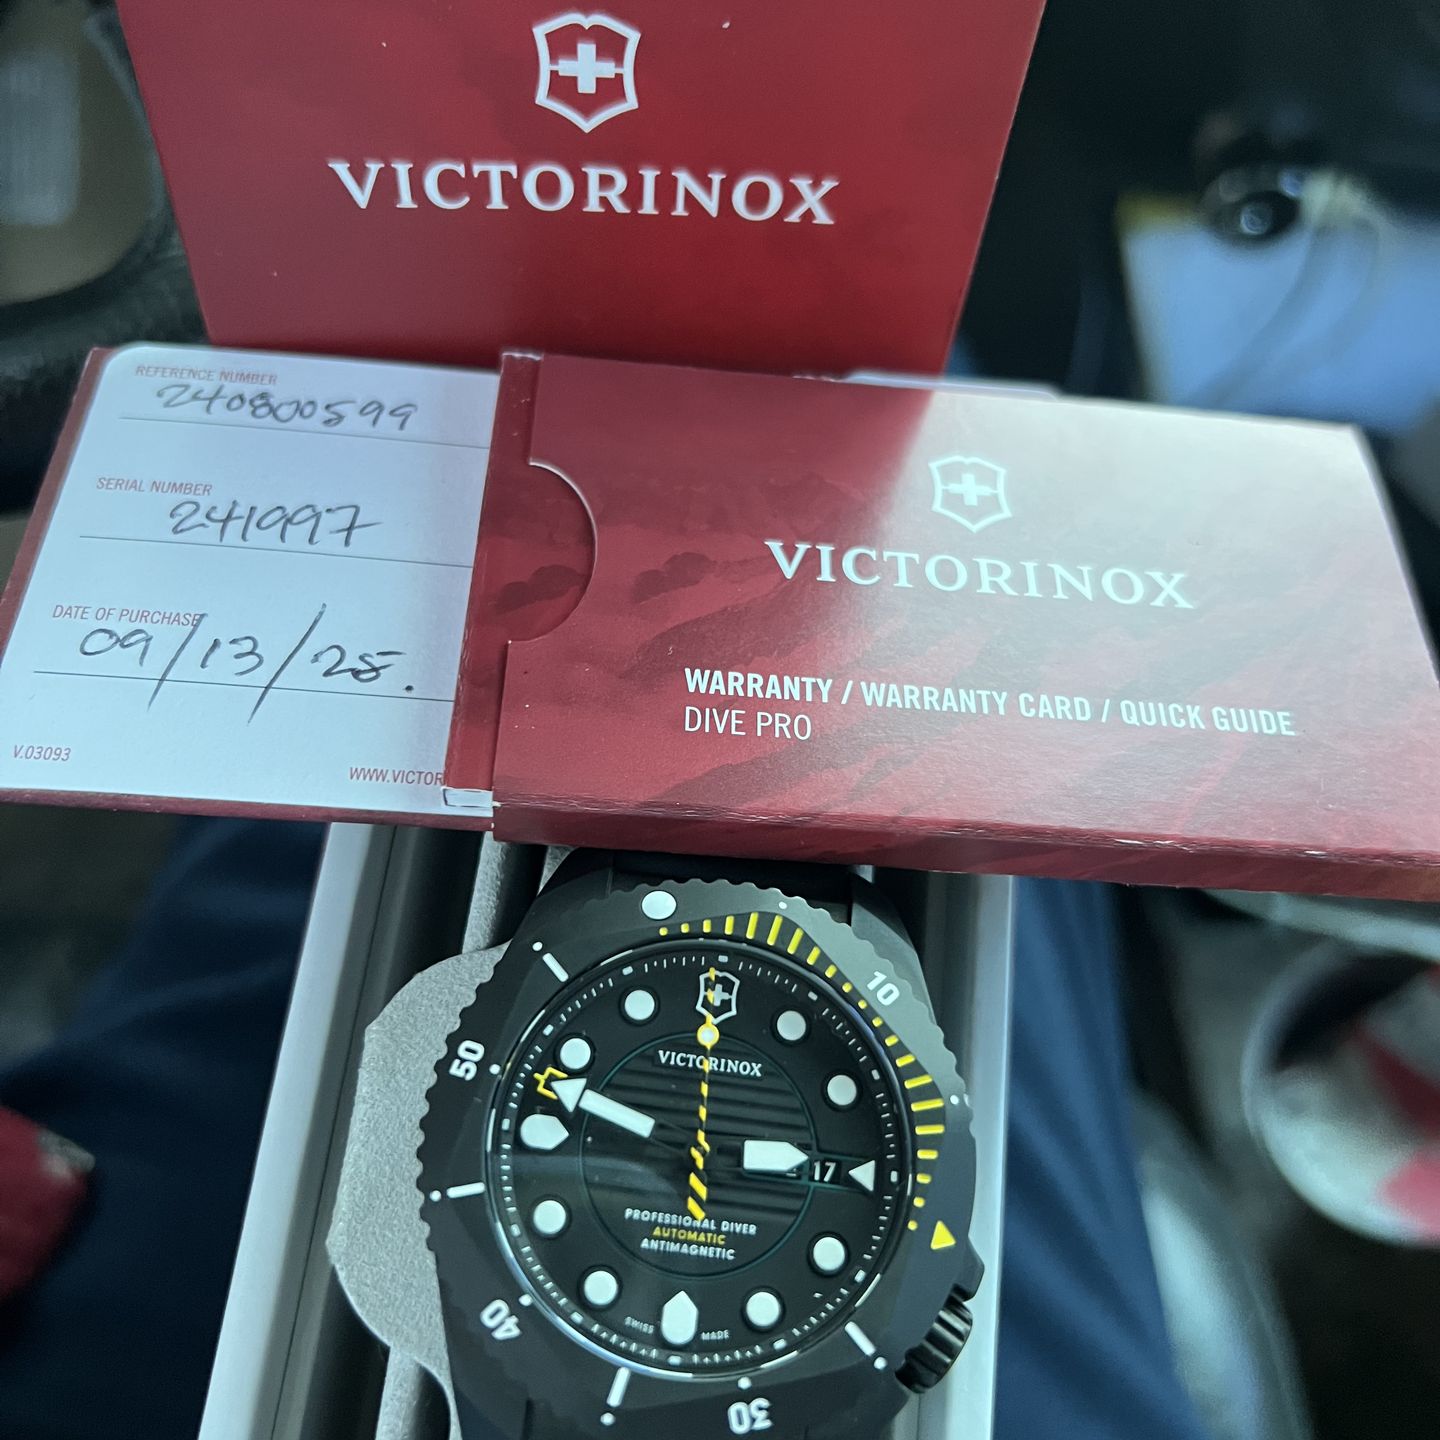 VICTORINOX
REFERENCE NUMBER
240800599
SERIAL NUMBER
241997
DATE OF PURCHASE
09/13/25.
V.03093
WWW.VICTOR
VICTORINOX
WARRANTY / WARRANTY CARD / QUICK GUIDE
DIVE PRO
10
50
VICTORINOX
17
PROFESSIONAL DIVER
AUTOMATIC
ANTIMAGNETIC
SWISS MADE
40
30